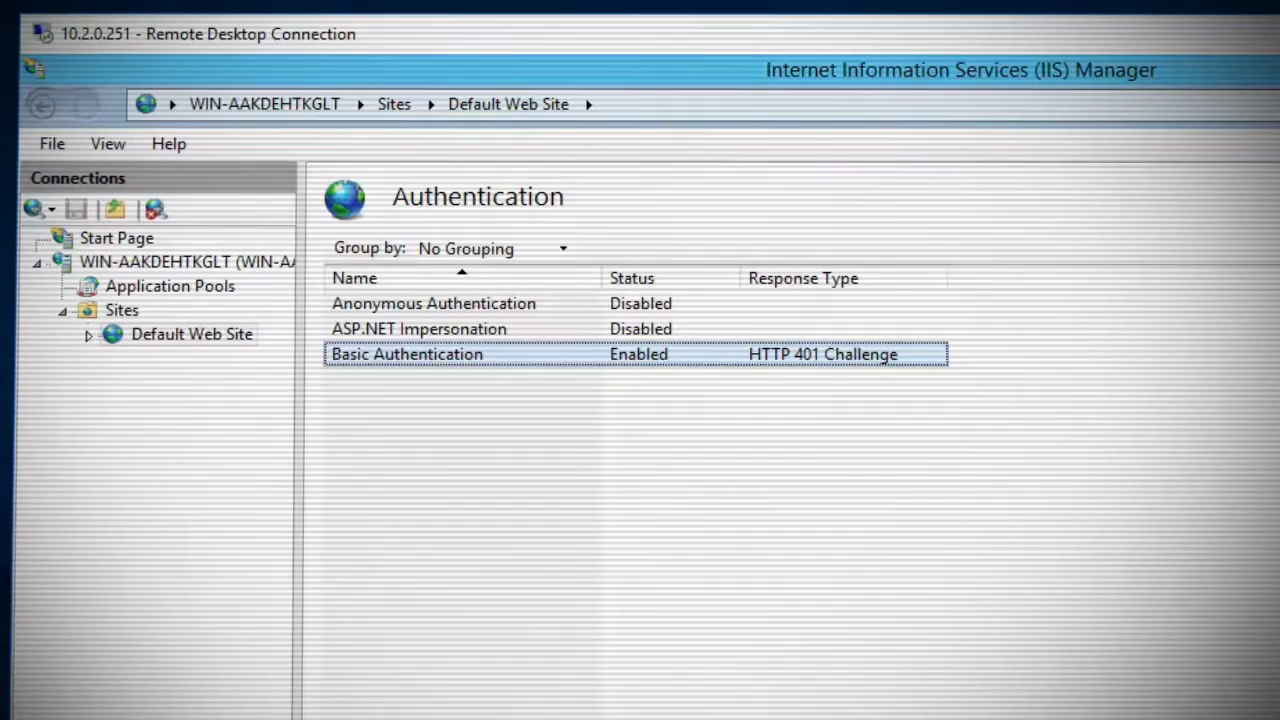 10.2.0.251 - Remote Desktop Connection
Internet Information Services (IIS) Manager
WIN-AAKDEHTKGLT Sites Default Web Site
File View Help
Connections
Start Page
WIN-AAKDEHTKGLT (WIN-AA
Application Pools
Sites
Default Web Site
Authentication
Group by: No Grouping
Name Status Response Type
Anonymous Authentication Disabled
ASP.NET Impersonation Disabled
Basic Authentication Enabled HTTP 401 Challenge